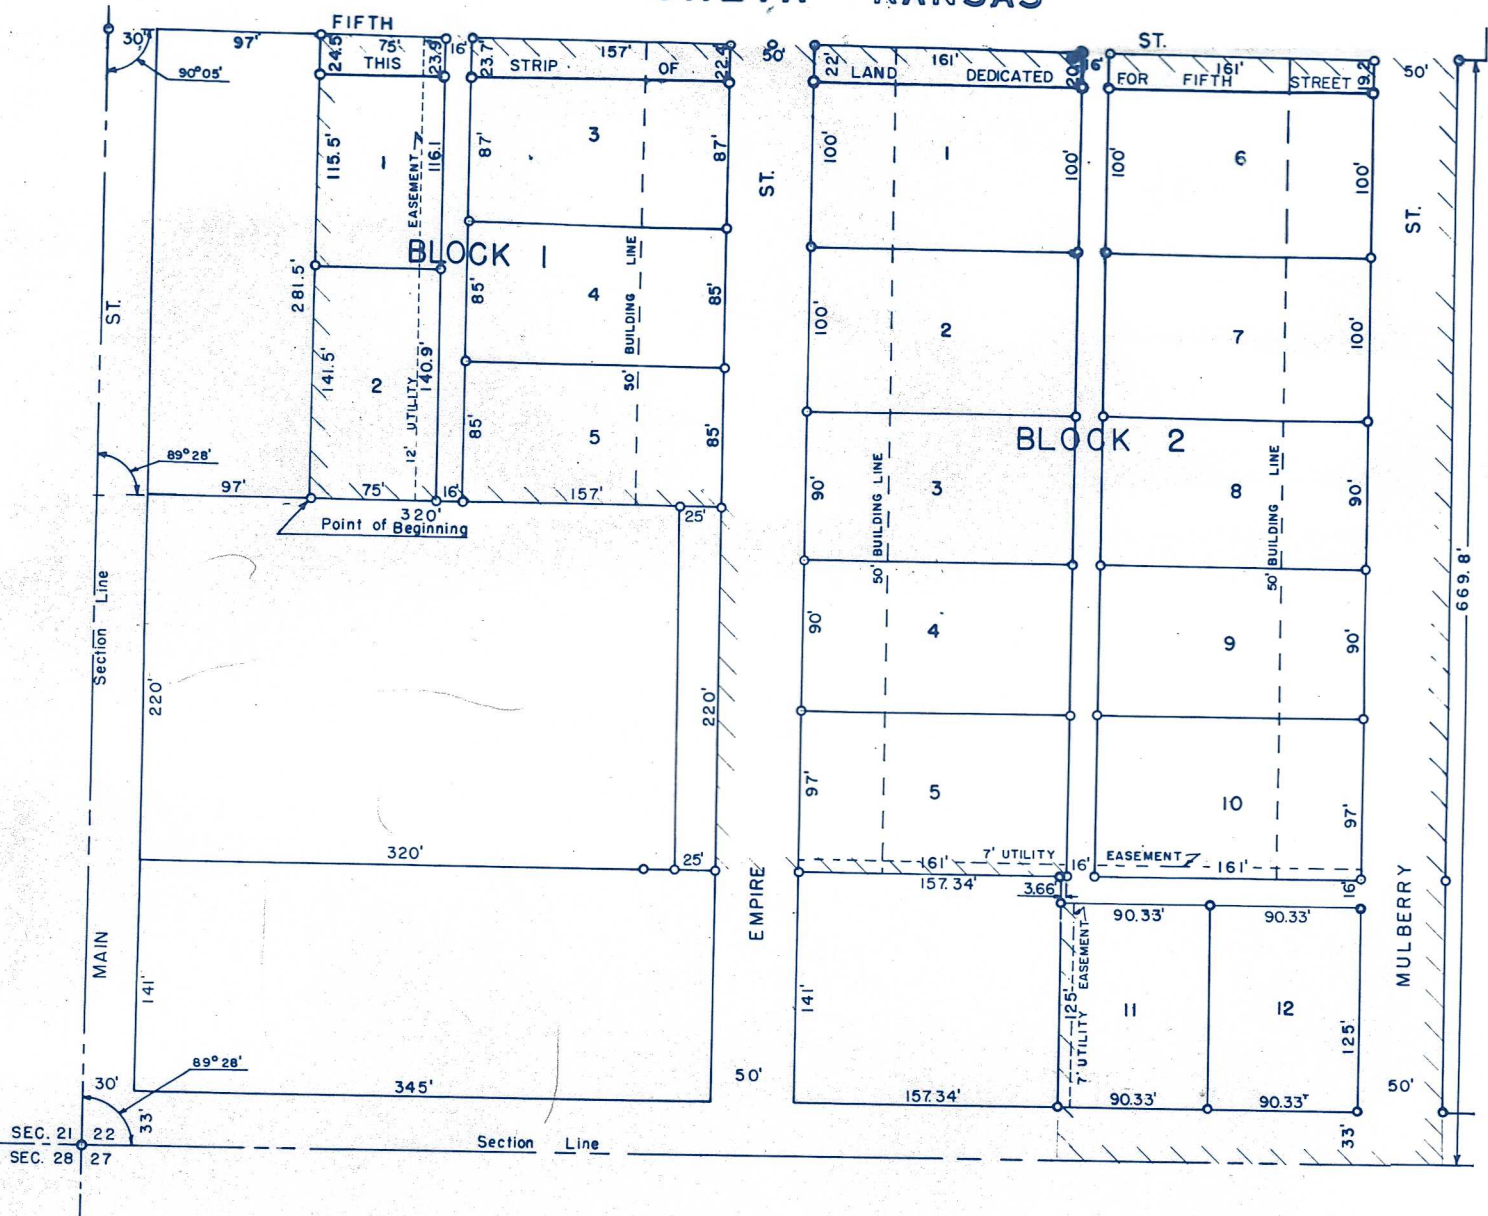 KANSAS
FIFTH
ST.
30'
97'
90°05'
24.5'
75'
THIS
23.9'
16'
23.7'
157'
STRIP
OF
22.4'
50'
22'
161'
LAND
DEDICATED
16'
FOR
161'
FIFTH
STREET
19.2
50'
115.5'
1
EASEMENT
116.1
87'
3
87'
100'
1
100'
100'
6
100'
ST.
ST.
ST.
BLOCK 1
281.5'
85'
4
BUILDING LINE
85'
100'
2
100'
7
100'
141.5'
2
12' UTILITY
140.9'
50'
85'
5
85'
BLOCK 2
89°28'
97'
75'
16'
157'
320'
25'
Point of Beginning
90'
3
50' BUILDING LINE
8
50' BUILDING LINE
90'
669.8'
Section Line
90'
4
9
90'
220'
220'
97'
5
10
97'
320'
25'
161'
7' UTILITY
16'
EASEMENT
161'
157.34'
3.66'
16'
90.33'
90.33'
EMPIRE
MULBERRY
MAIN
141'
141'
125'
7' UTILITY EASEMENT
11
12
125'
89°28'
30'
345'
50'
157.34'
90.33'
90.33'
50'
33'
33'
SEC. 21 22
SEC. 28 27
Section Line